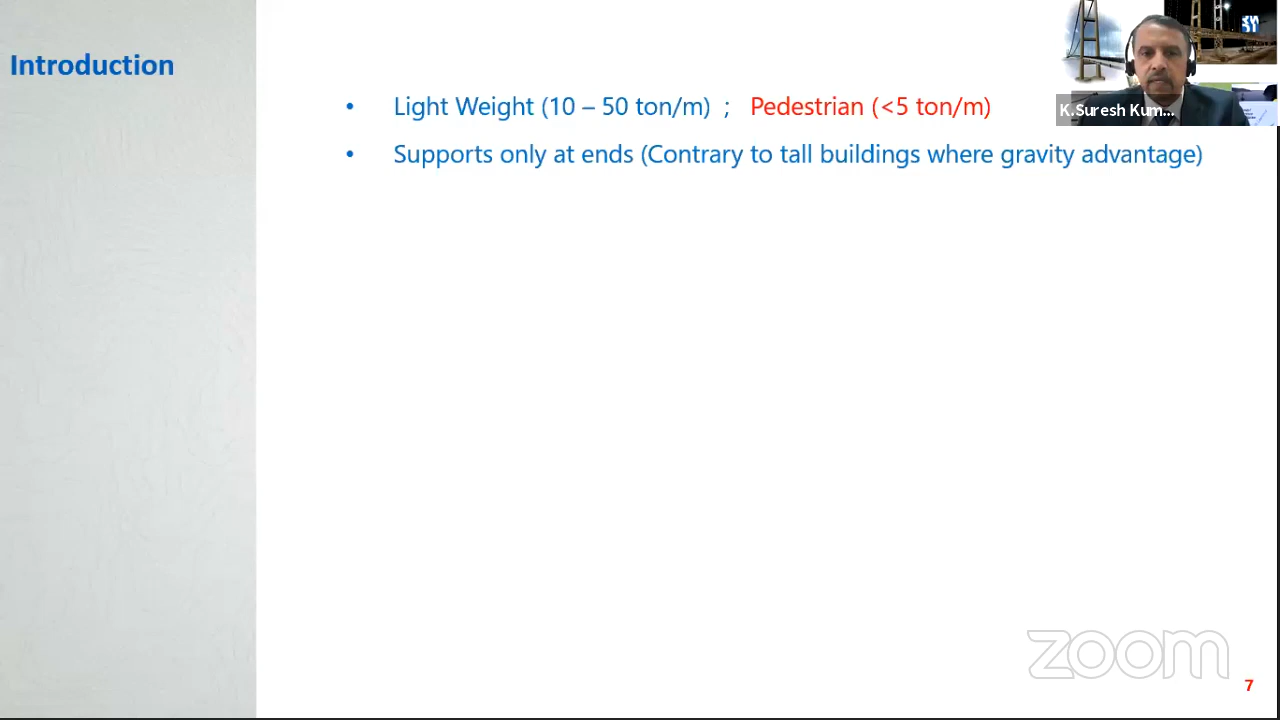 Introduction
• Light Weight (10 – 50 ton/m) ; Pedestrian (<5 ton/m)
• Supports only at ends (Contrary to tall buildings where gravity advantage)
K.Suresh Kum...
zoom
7